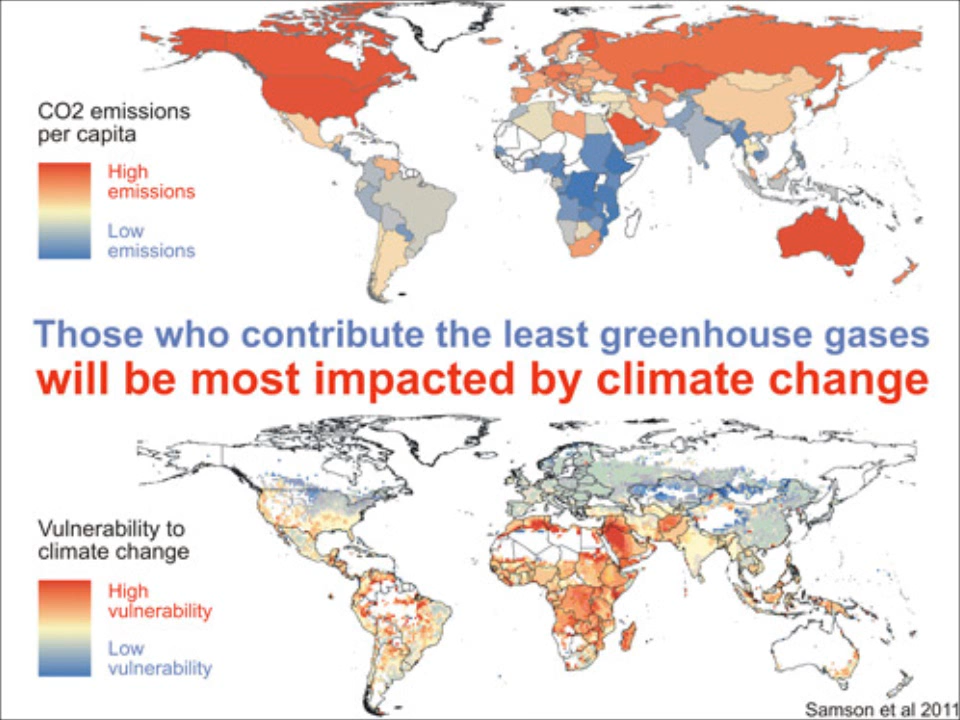 CO2 emissions
per capita
High
emissions
Low
emissions
Those who contribute the least greenhouse gases
will be most impacted by climate change
Vulnerability to
climate change
High
vulnerability
Low
vulnerability
Samson et al 2011